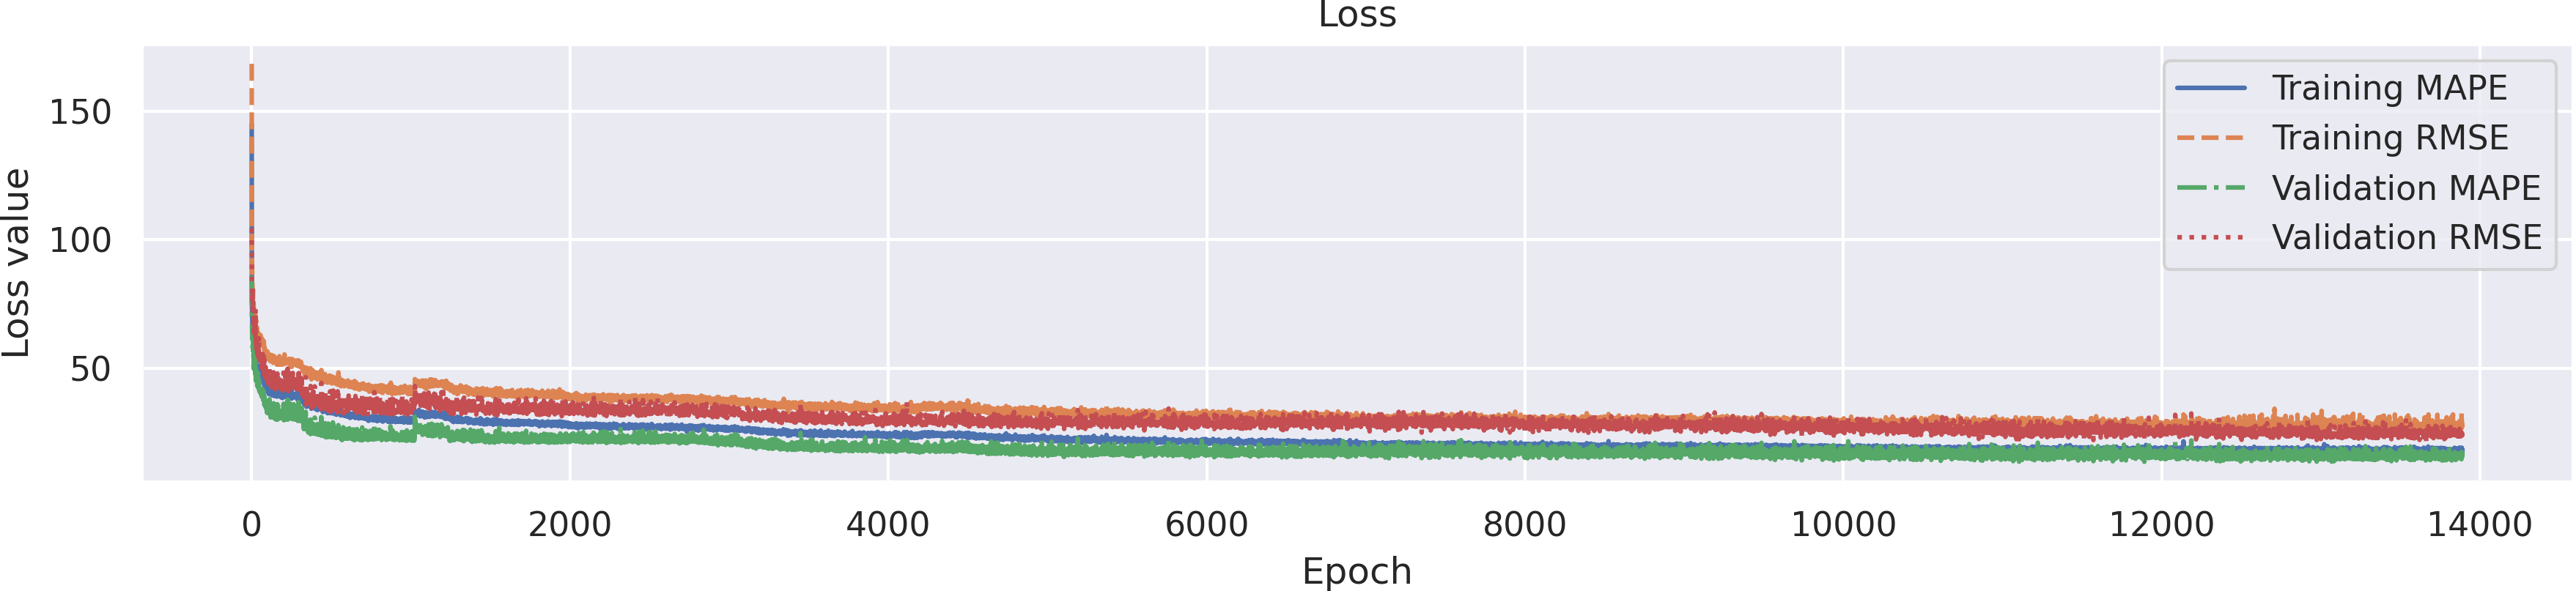 Loss
Loss value
150
100
50
Training MAPE
Training RMSE
Validation MAPE
Validation RMSE
0 2000 4000 6000 8000 10000 12000 14000
Epoch